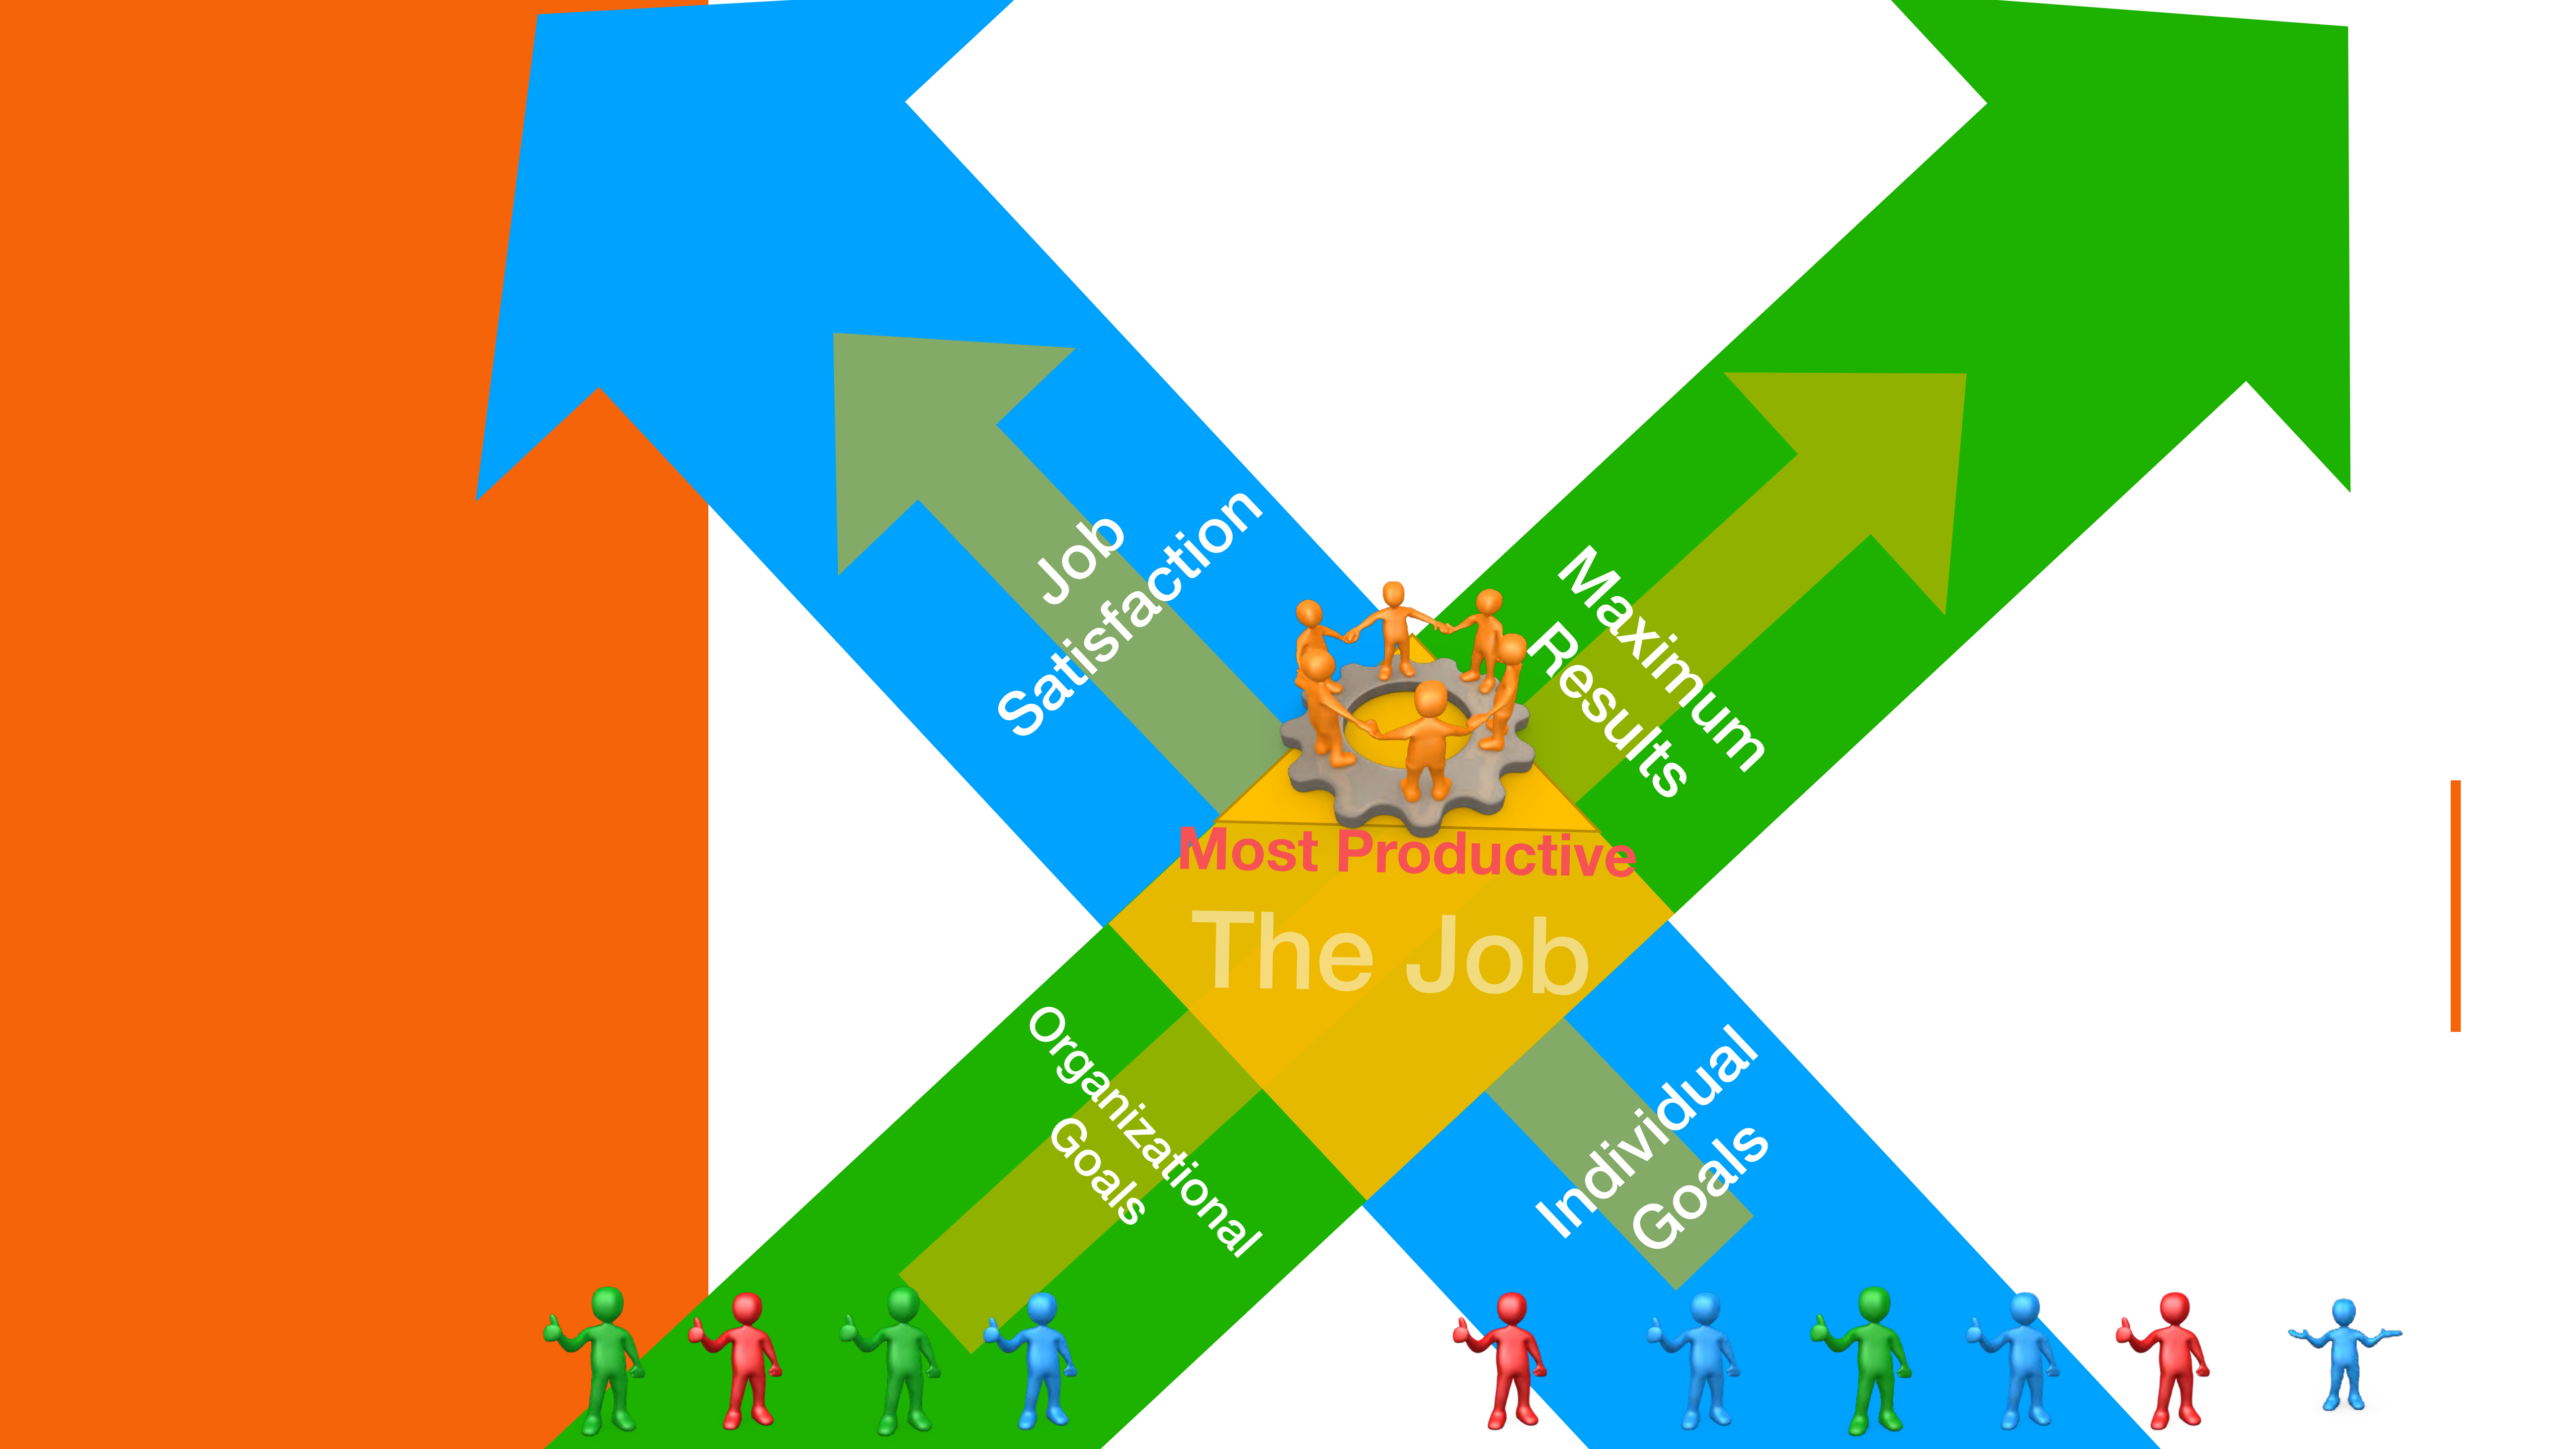 Job
Satisfaction
Maximum
Results
Most Productive
The Job
Organizational
Goals
Individual
Goals